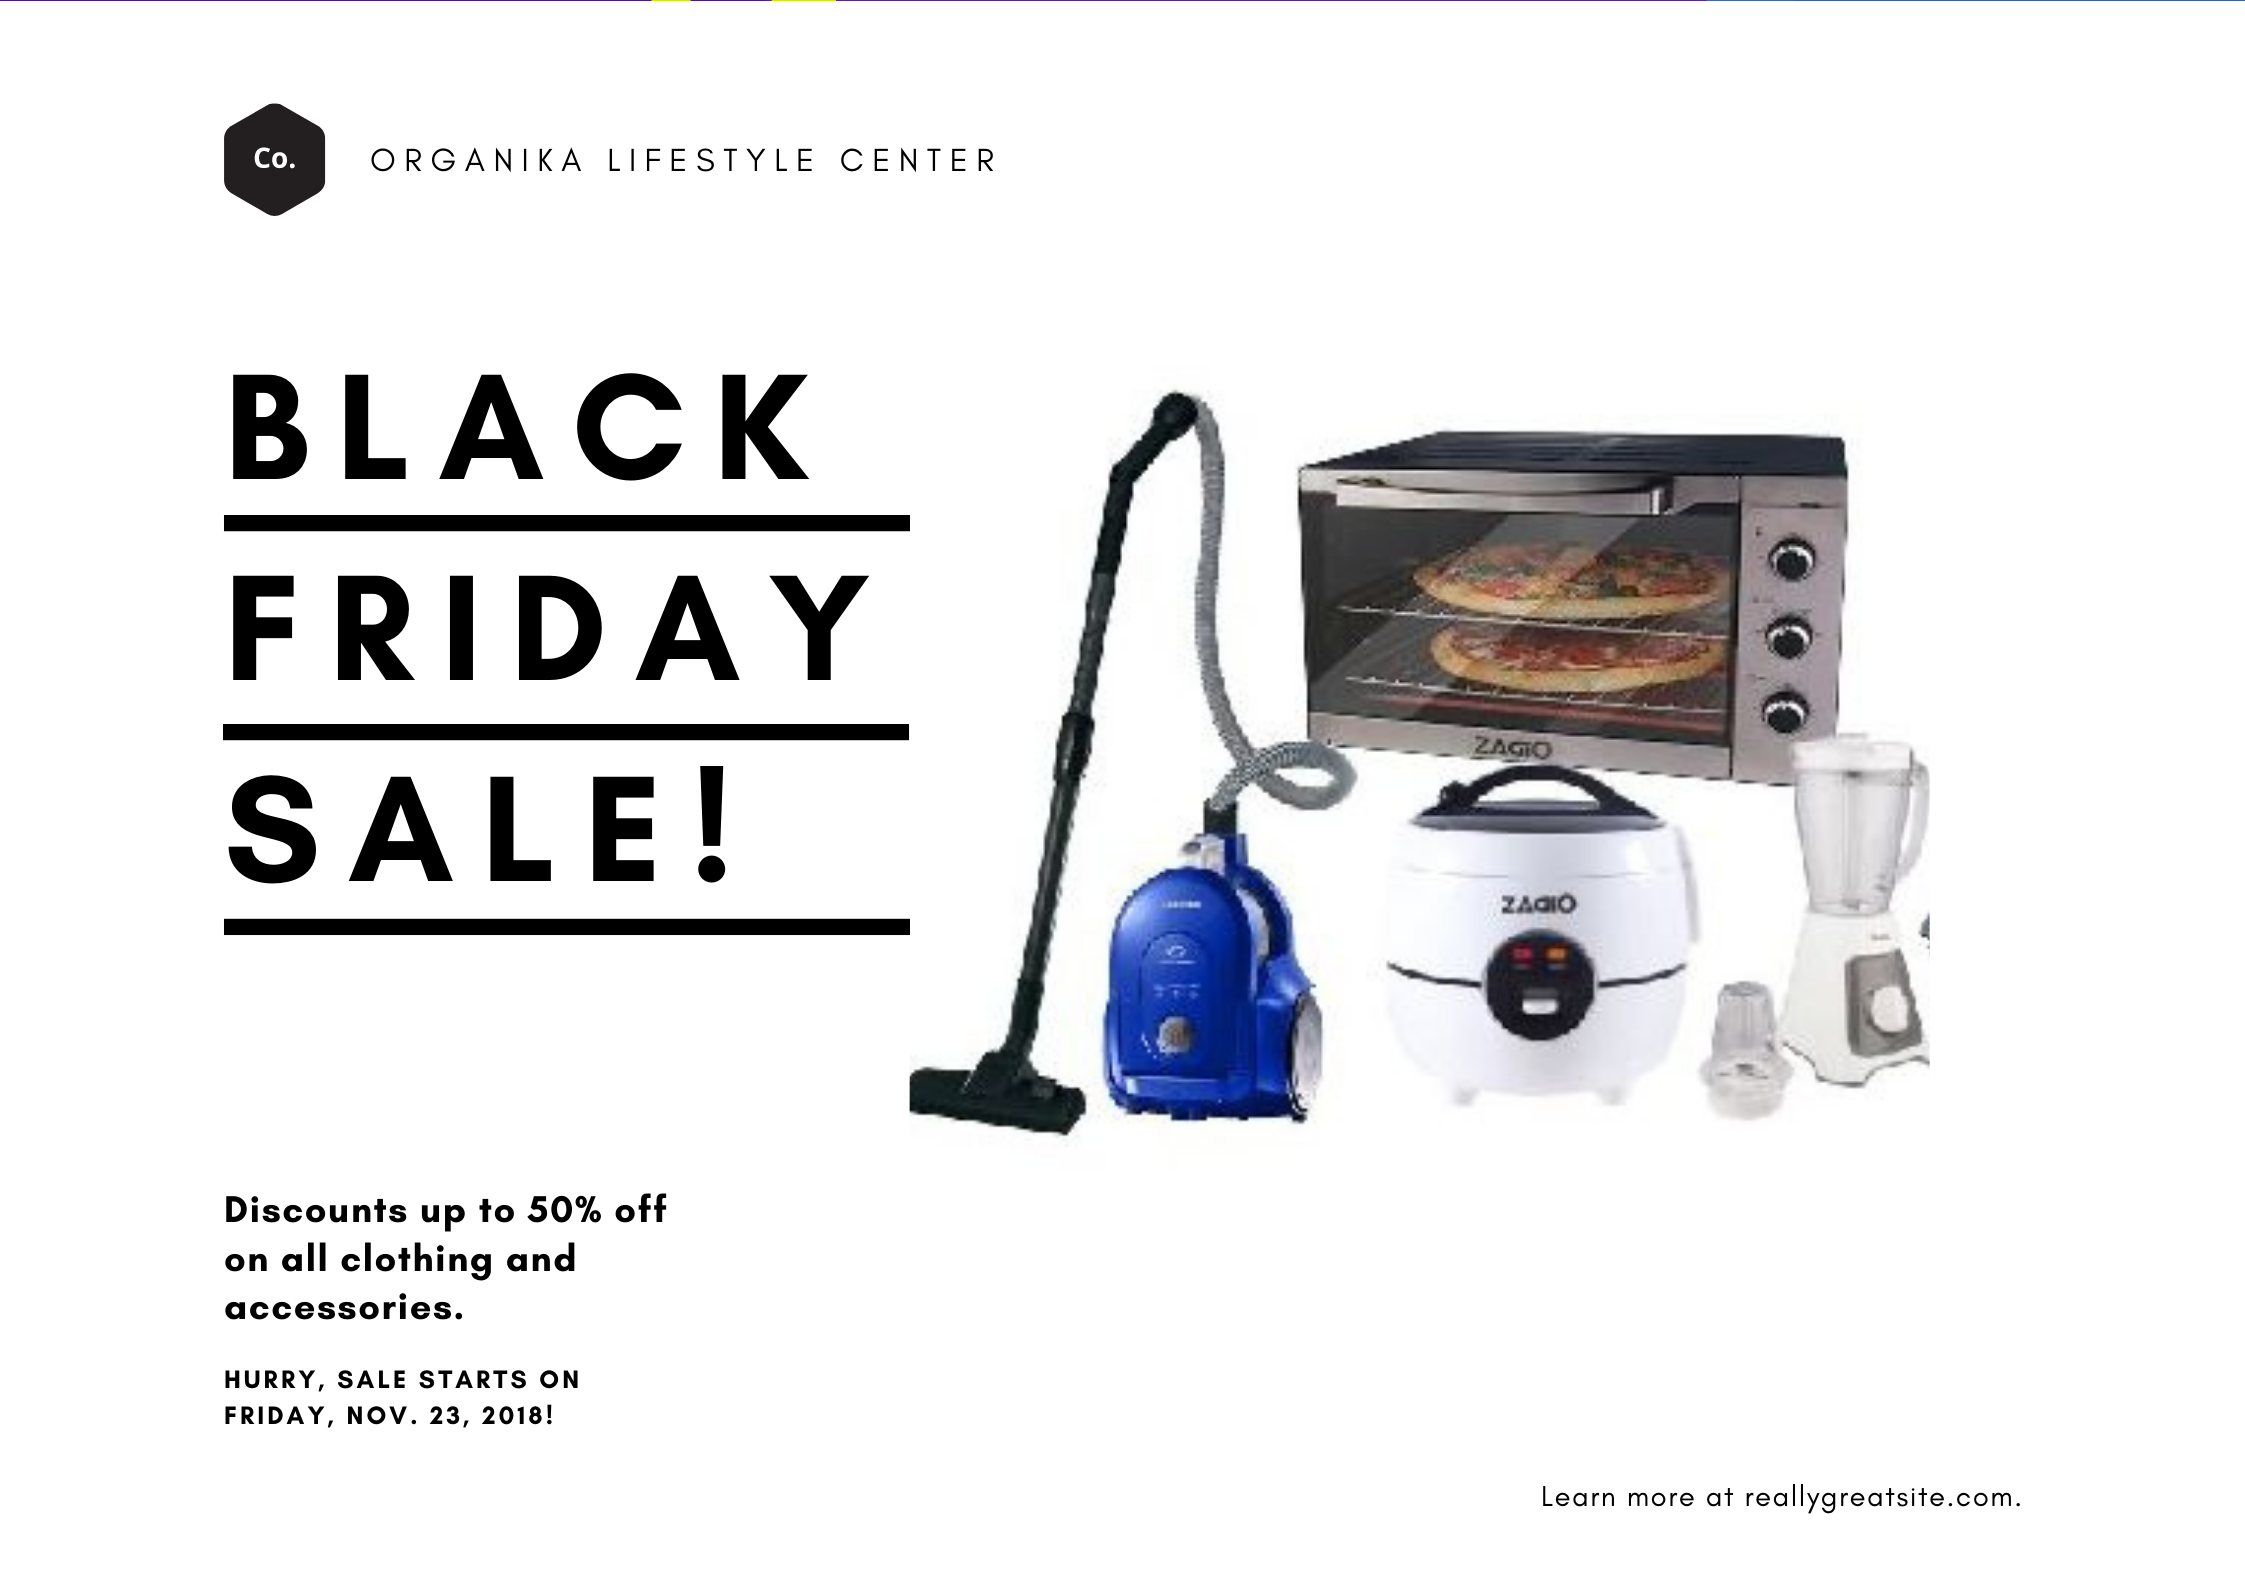 Co.
ORGANIKA LIFESTYLE CENTER
BLACK
FRIDAY
SALE!
ZAGIO
ZAGIO
Discounts up to 50% off
on all clothing and
accessories.
HURRY, SALE STARTS ON
FRIDAY, NOV. 23, 2018!
Learn more at reallygreatsite.com.